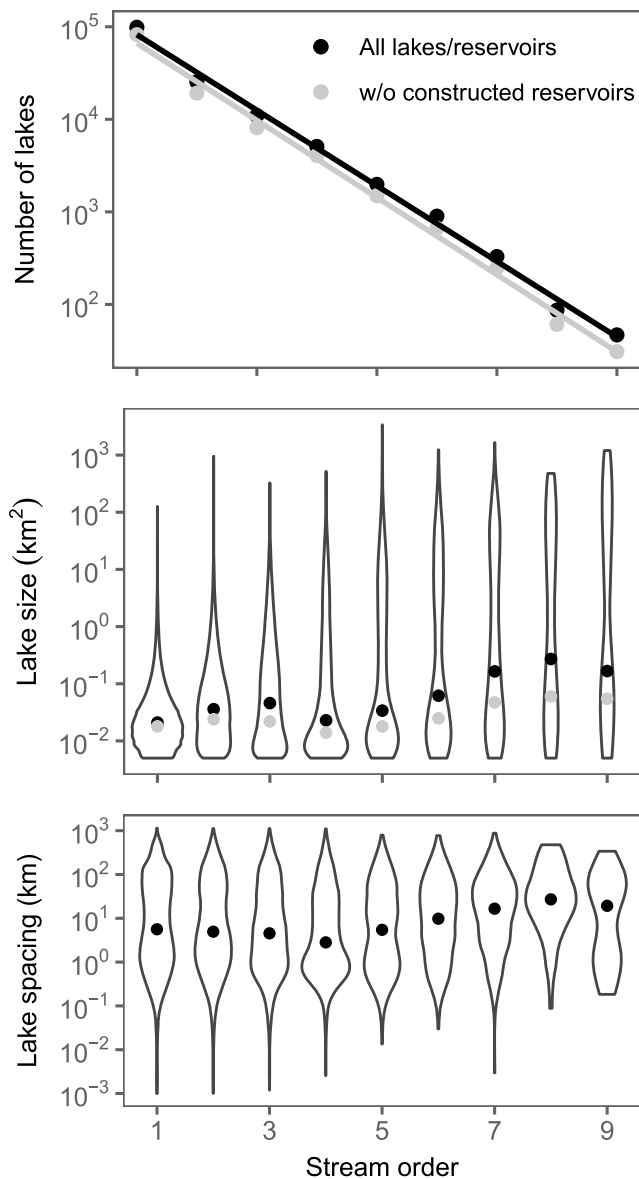 10^5
10^4
10^3
10^2
Number of lakes
All lakes/reservoirs
w/o constructed reservoirs
10^3
10^2
10^1
10^0
10^−1
10^−2
Lake size (km^2)
10^3
10^2
10^1
10^0
10^−1
10^−2
10^−3
Lake spacing (km)
1 3 5 7 9
Stream order